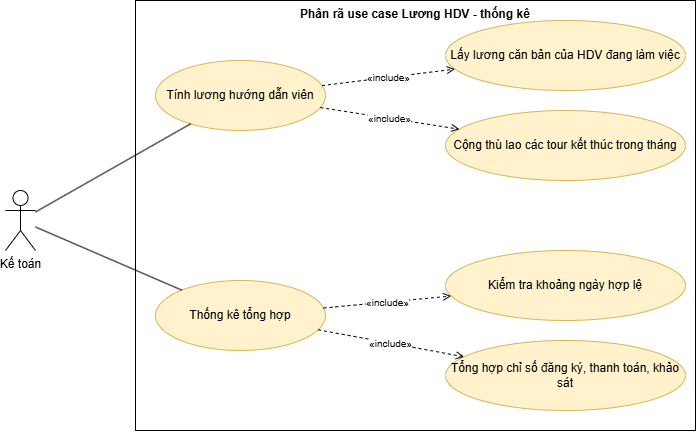 Phân rã use case Lương HDV - thống kê
Lấy lương căn bản của HDV đang làm việc
«include»
Tính lương hướng dẫn viên
«include»
Cộng thù lao các tour kết thúc trong tháng
Kế toán
Kiểm tra khoảng ngày hợp lệ
«include»
Thống kê tổng hợp
«include»
Tổng hợp chỉ số đăng ký, thanh toán, khảo
sát